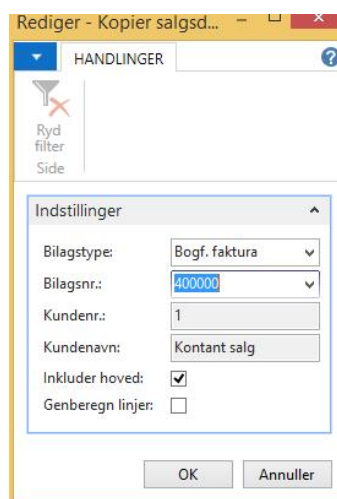 Rediger - Kopier salgsd...
HANDLINGER
Ryd
filter
Side
Indstillinger
Bilagstype: Bogf. faktura
Bilagsnr.: 400000
Kundenr.: 1
Kundenavn: Kontant salg
Inkluder hoved:
Genberegn linjer:
OK Annuller